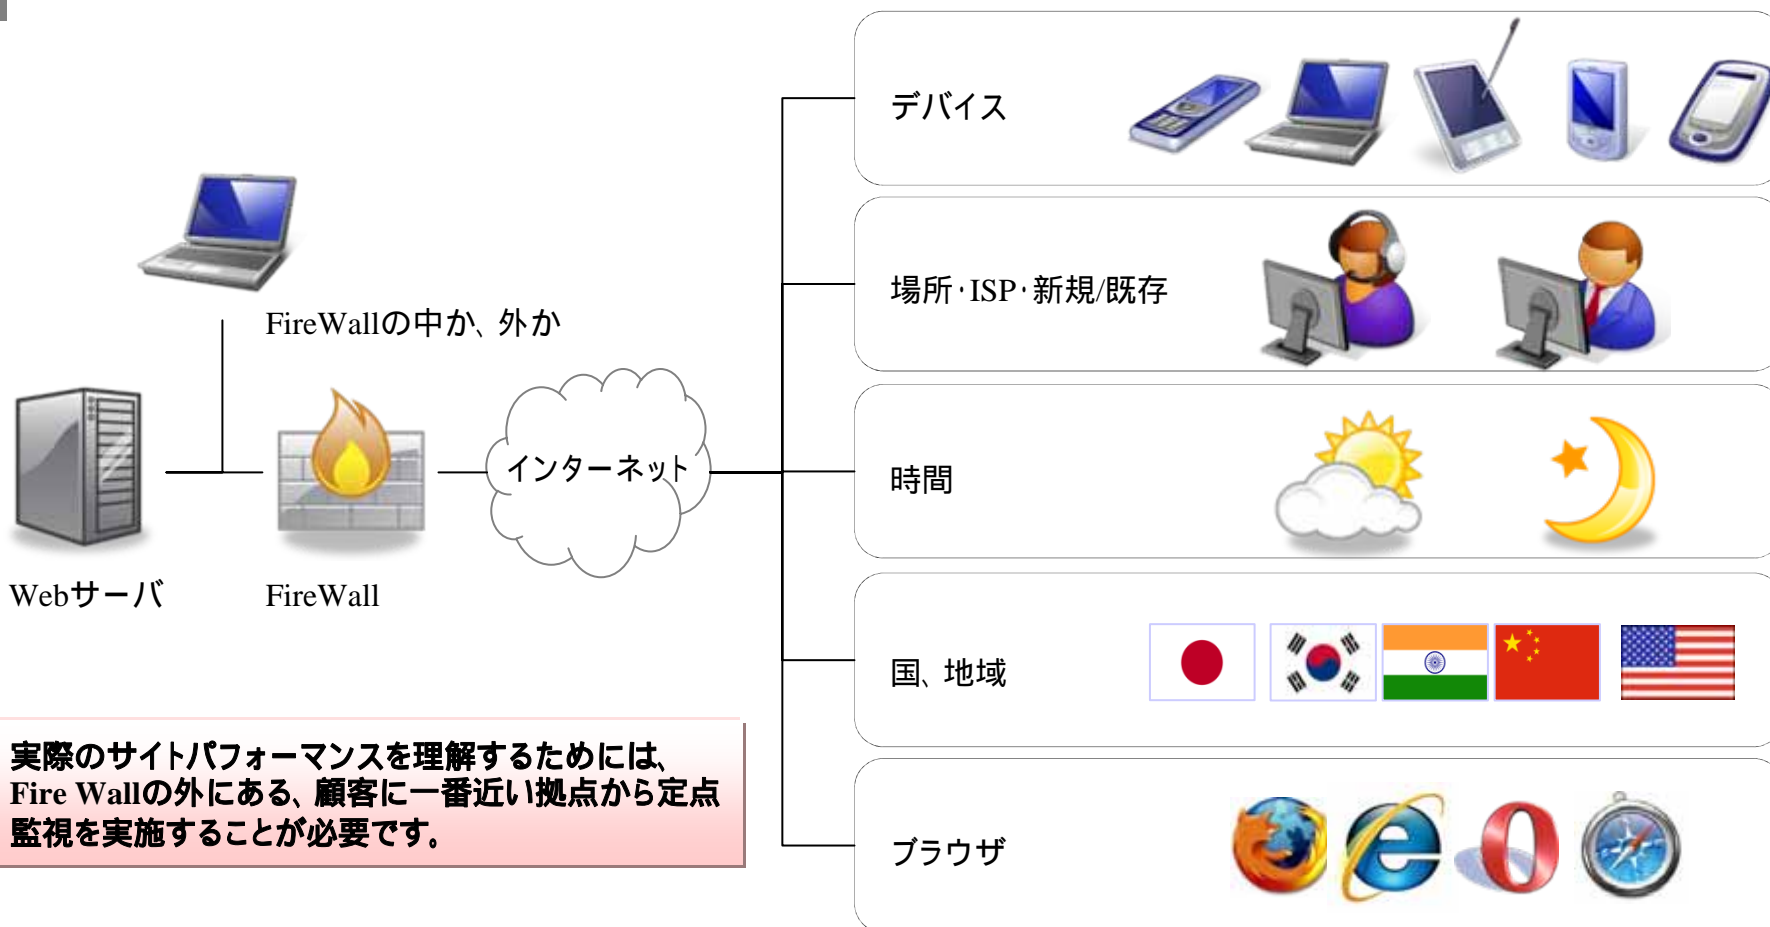 デバイス
場所・ISP・新規/既存
FireWallの中か、外か
インターネット
時間
Webサーバ
FireWall
国、地域
実際のサイトパフォーマンスを理解するためには、
Fire Wallの外にある、顧客に一番近い拠点から定点
監視を実施することが必要です。
ブラウザ